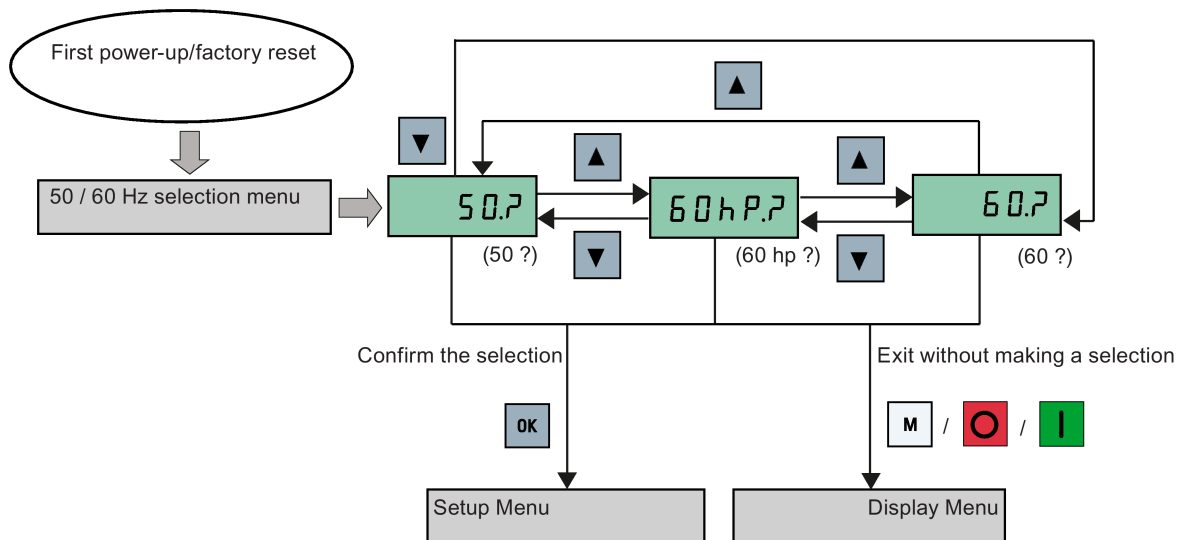 First power-up/factory reset
50 / 60 Hz selection menu
50.?
(50 ?)
60hP.?
(60 hp ?)
60.?
(60 ?)
Confirm the selection
Exit without making a selection
OK
M / O / I
Setup Menu
Display Menu